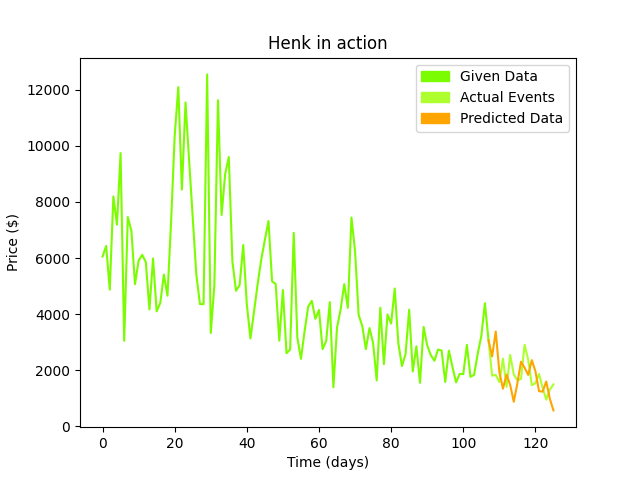 Henk in action
Given Data
Actual Events
Predicted Data
Price ($)
12000
10000
8000
6000
4000
2000
0
0 20 40 60 80 100 120
Time (days)